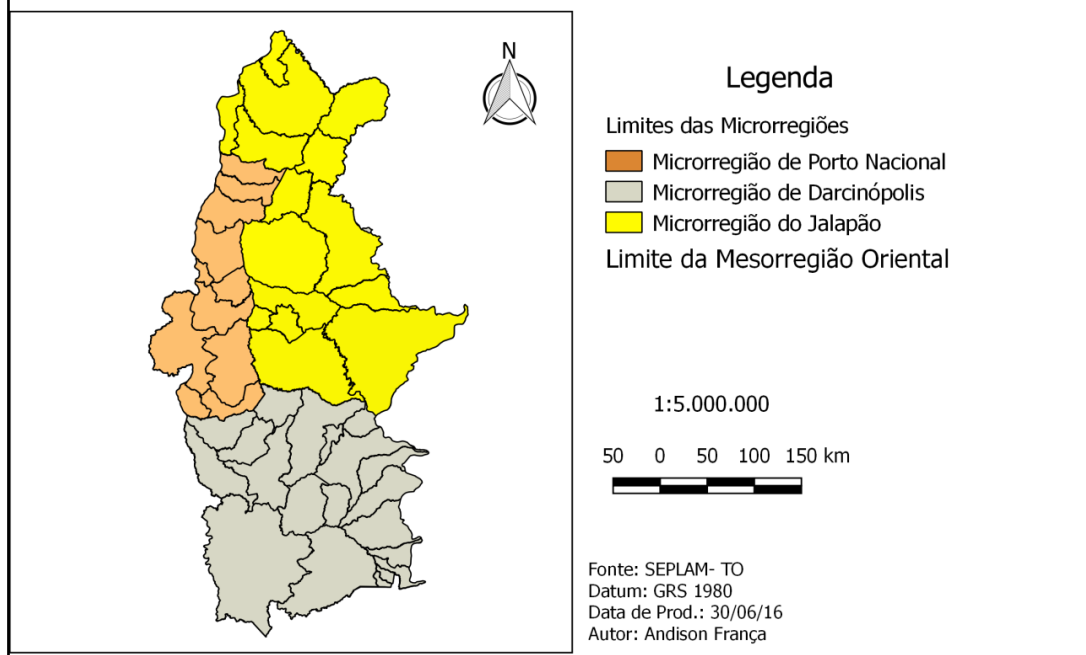 N
Legenda
Limites das Microrregiões
Microrregião de Porto Nacional
Microrregião de Darcinópolis
Microrregião do Jalapão
Limite da Mesorregião Oriental
1:5.000.000
50 0 50 100 150 km
Fonte: SEPLAM- TO
Datum: GRS 1980
Data de Prod.: 30/06/16
Autor: Andison França